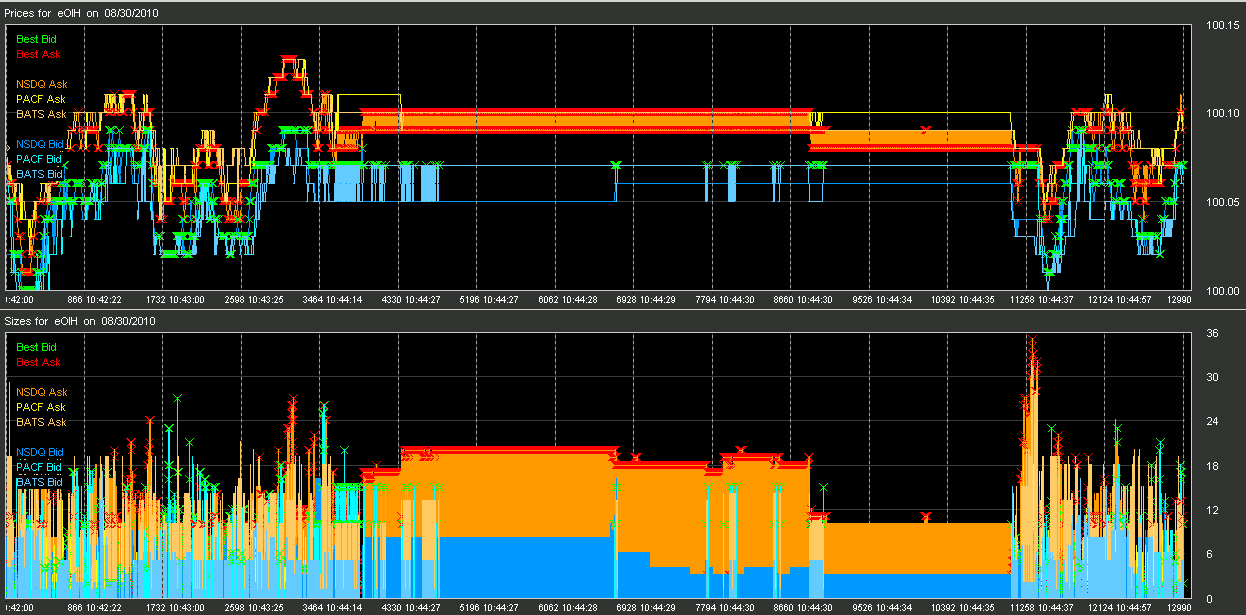 Prices for eOIH on 08/30/2010
Best Bid
Best Ask
NSDQ Ask
PACF Ask
BATS Ask
NSDQ Bid
PACF Bid
BATS Bid
100.15
100.10
100.05
100.00
:42:00 866 10:42:22 1732 10:43:00 2598 10:43:25 3464 10:44:14 4330 10:44:27 5196 10:44:27 6062 10:44:28 6928 10:44:29 7794 10:44:30 8660 10:44:30 9526 10:44:34 10392 10:44:35 11258 10:44:37 12124 10:44:57 12990
Sizes for eOIH on 08/30/2010
Best Bid
Best Ask
NSDQ Ask
PACF Ask
BATS Ask
NSDQ Bid
PACF Bid
BATS Bid
36
30
24
18
12
6
0
:42:00 866 10:42:22 1732 10:43:00 2598 10:43:25 3464 10:44:14 4330 10:44:27 5196 10:44:27 6062 10:44:28 6928 10:44:29 7794 10:44:30 8660 10:44:30 9526 10:44:34 10392 10:44:35 11258 10:44:37 12124 10:44:57 12990